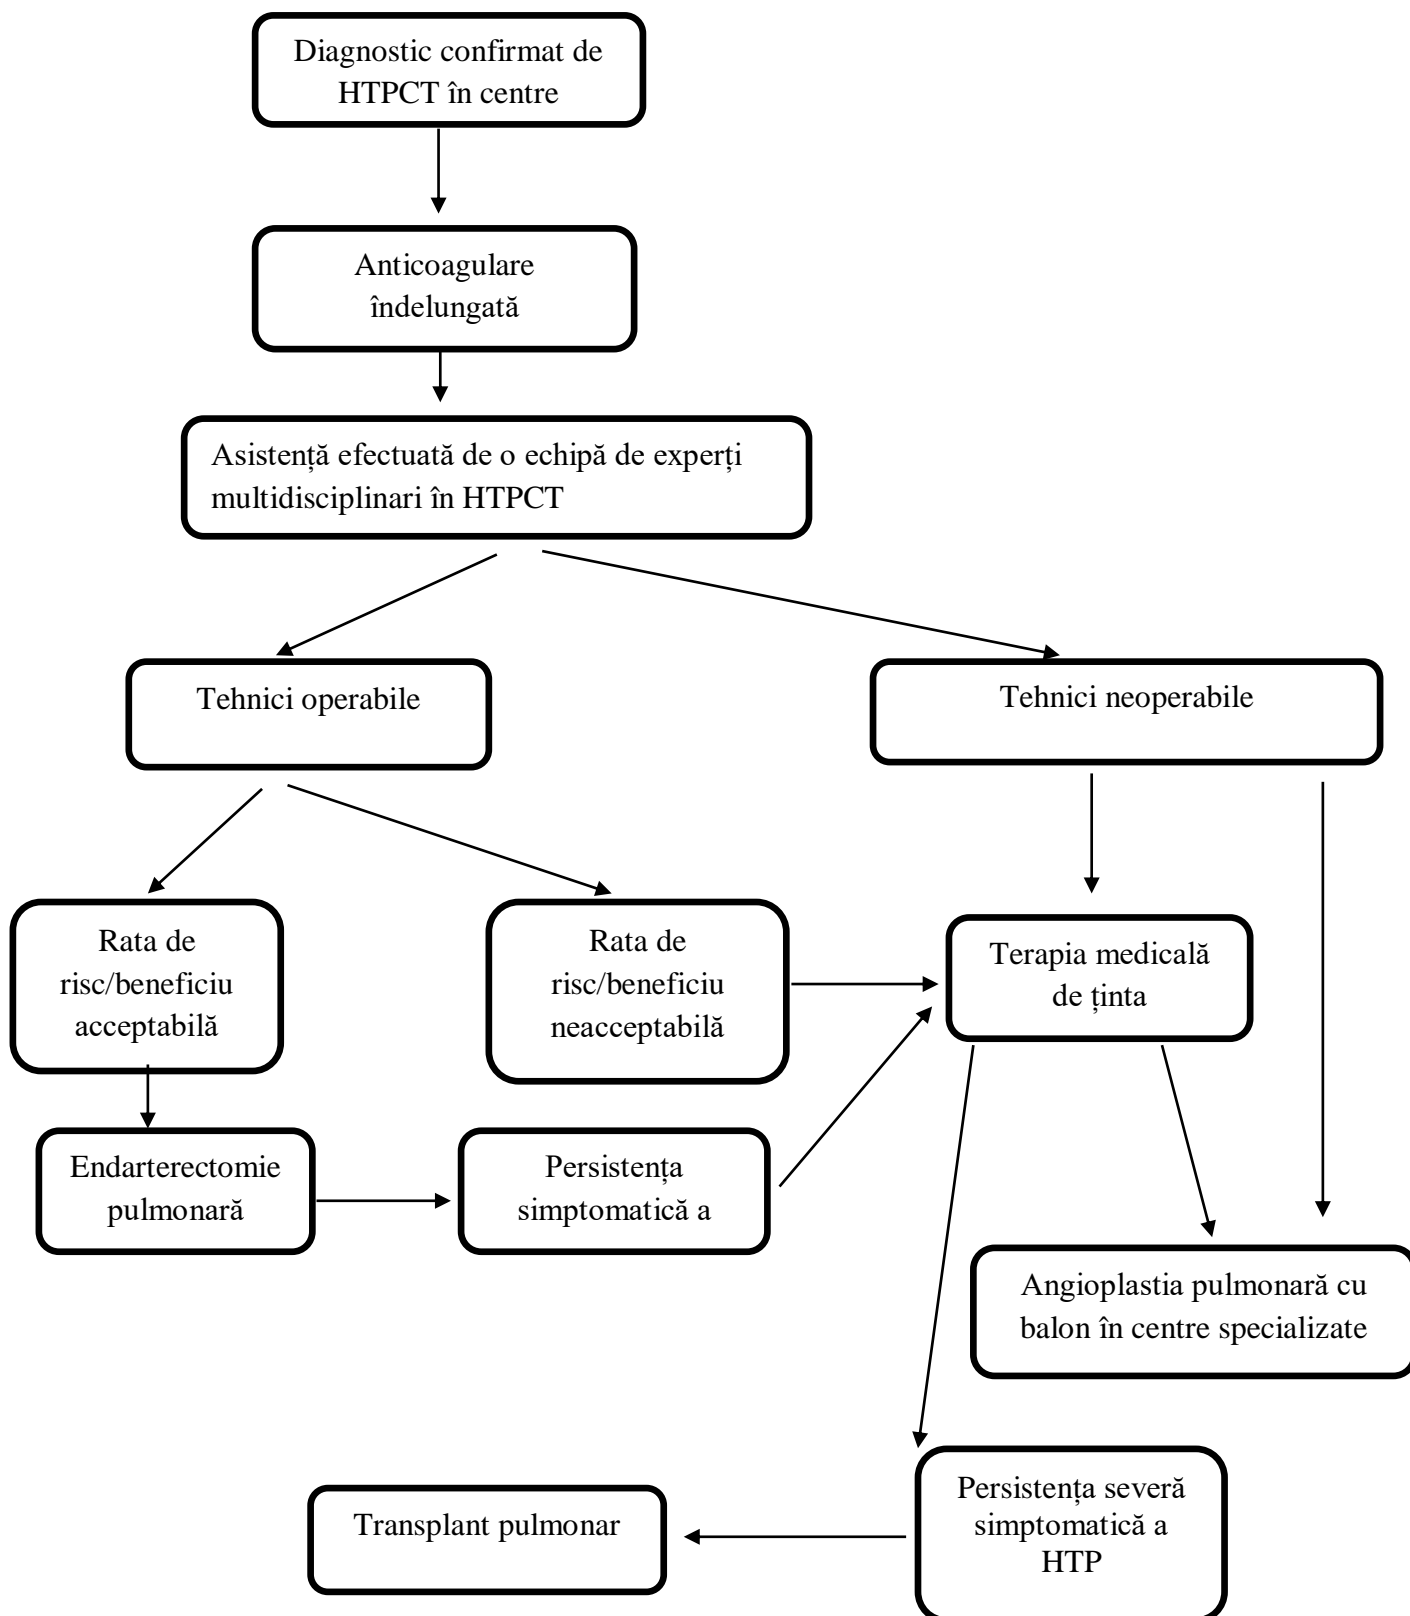 Diagnostic confirmat de
HTPCT în centre
Anticoagulare
îndelungată
Asistență efectuată de o echipă de experți
multidisciplinari în HTPCT
Tehnici operabile
Tehnici neoperabile
Rata de
risc/beneficiu
acceptabilă
Rata de
risc/beneficiu
neacceptabilă
Terapia medicală
de ținta
Endarterectomie
pulmonară
Persistența
simptomatică a
Angioplastia pulmonară cu
balon în centre specializate
Persistența severă
simptomatică a
HTP
Transplant pulmonar